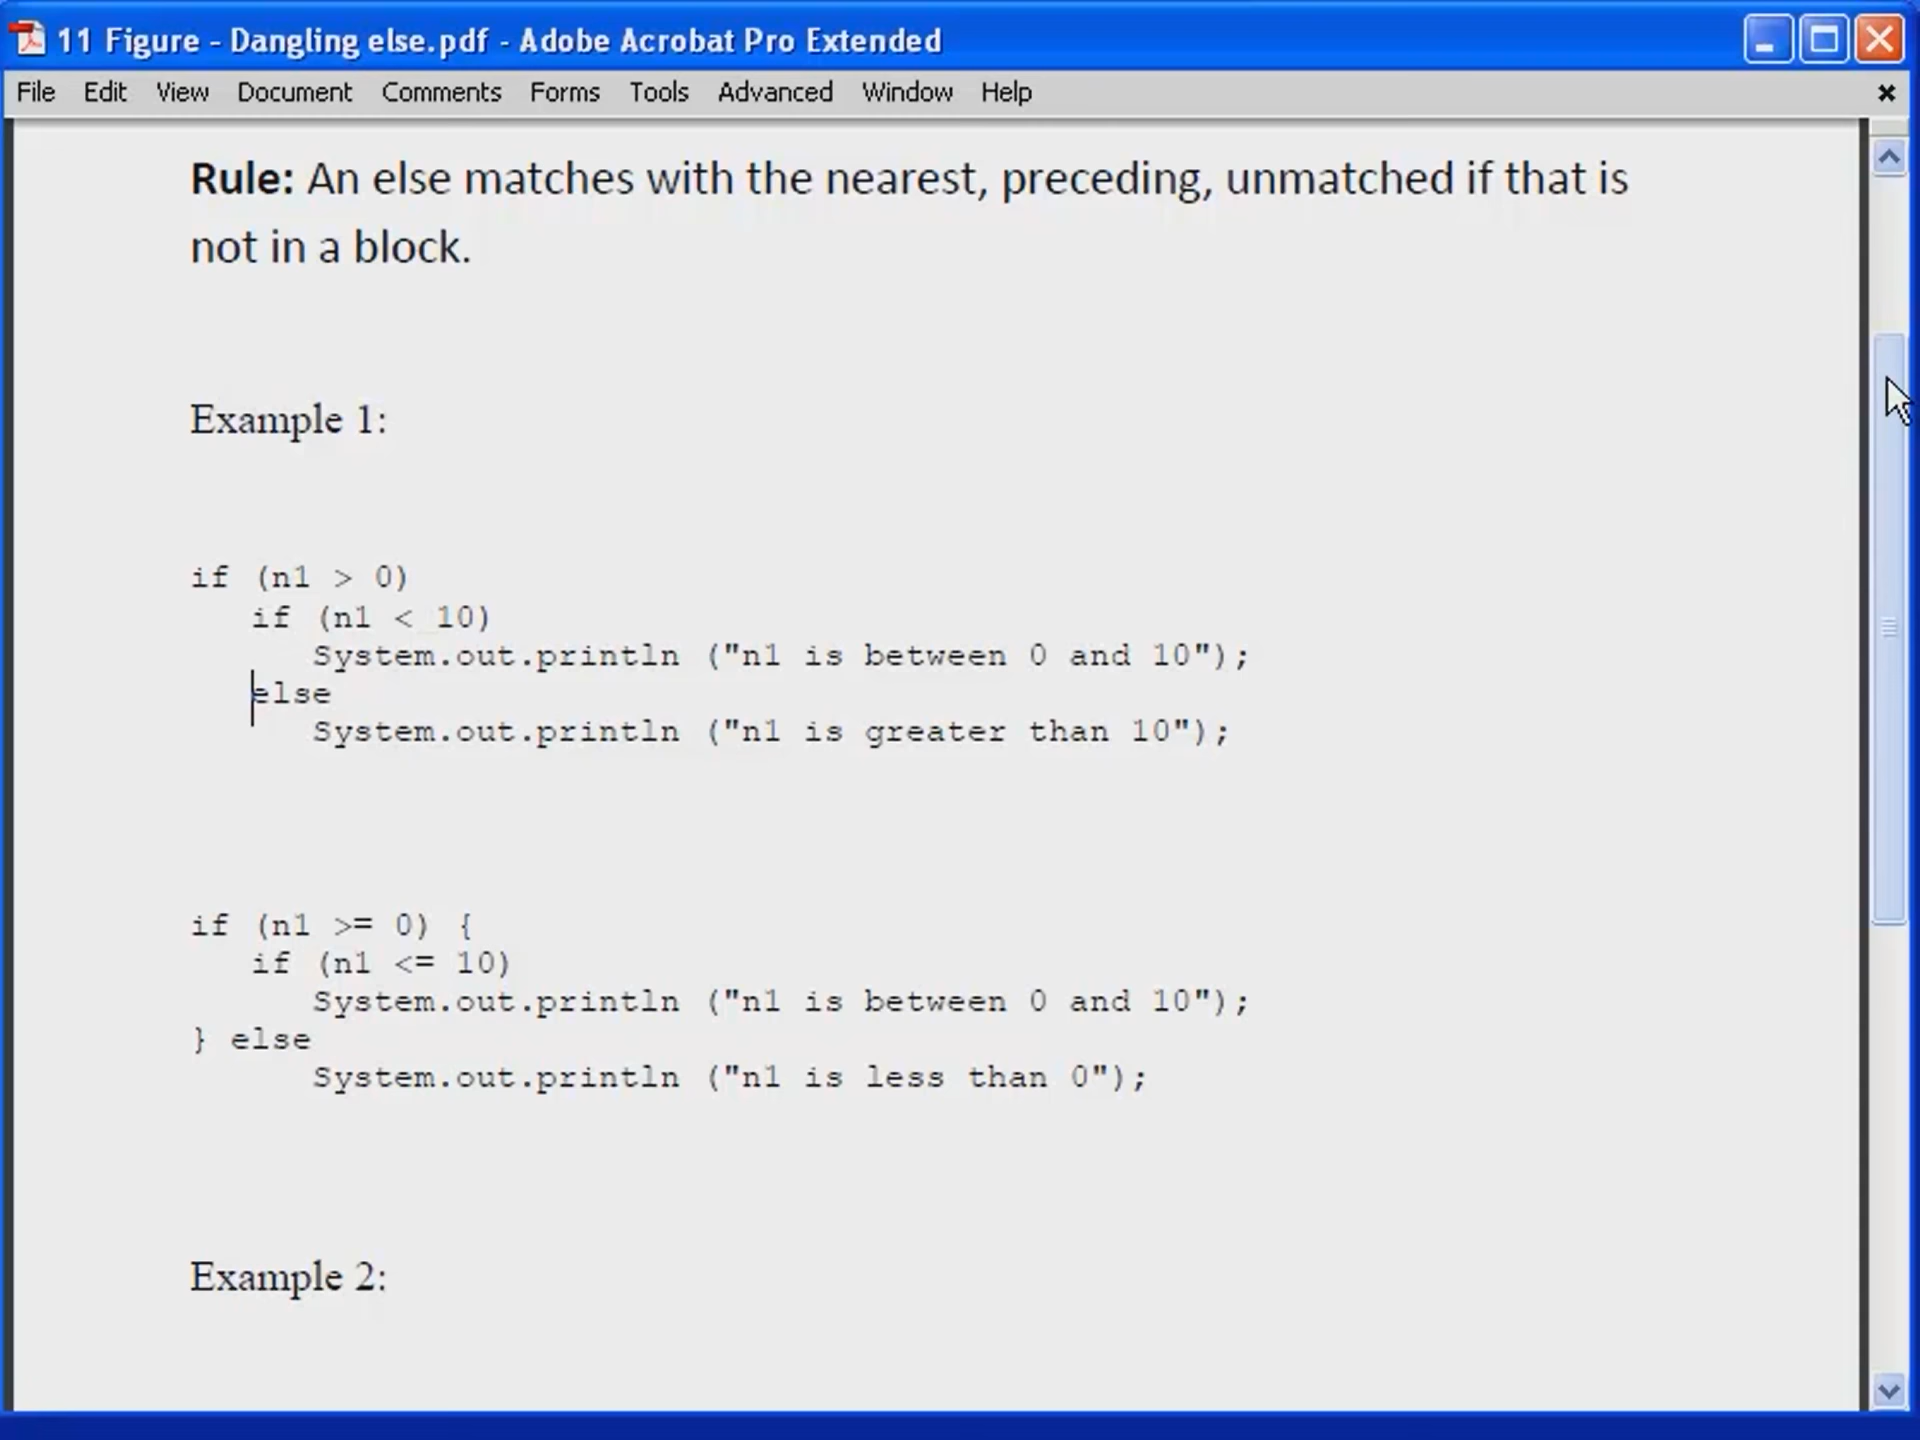 11 Figure - Dangling else.pdf - Adobe Acrobat Pro Extended
File Edit View Document Comments Forms Tools Advanced Window Help
Rule: An else matches with the nearest, preceding, unmatched if that is
not in a block.
Example 1:
if (n1 > 0)
   if (n1 < 10)
      System.out.println ("n1 is between 0 and 10");
   else
      System.out.println ("n1 is greater than 10");
if (n1 >= 0) {
   if (n1 <= 10)
      System.out.println ("n1 is between 0 and 10");
} else
      System.out.println ("n1 is less than 0");
Example 2: